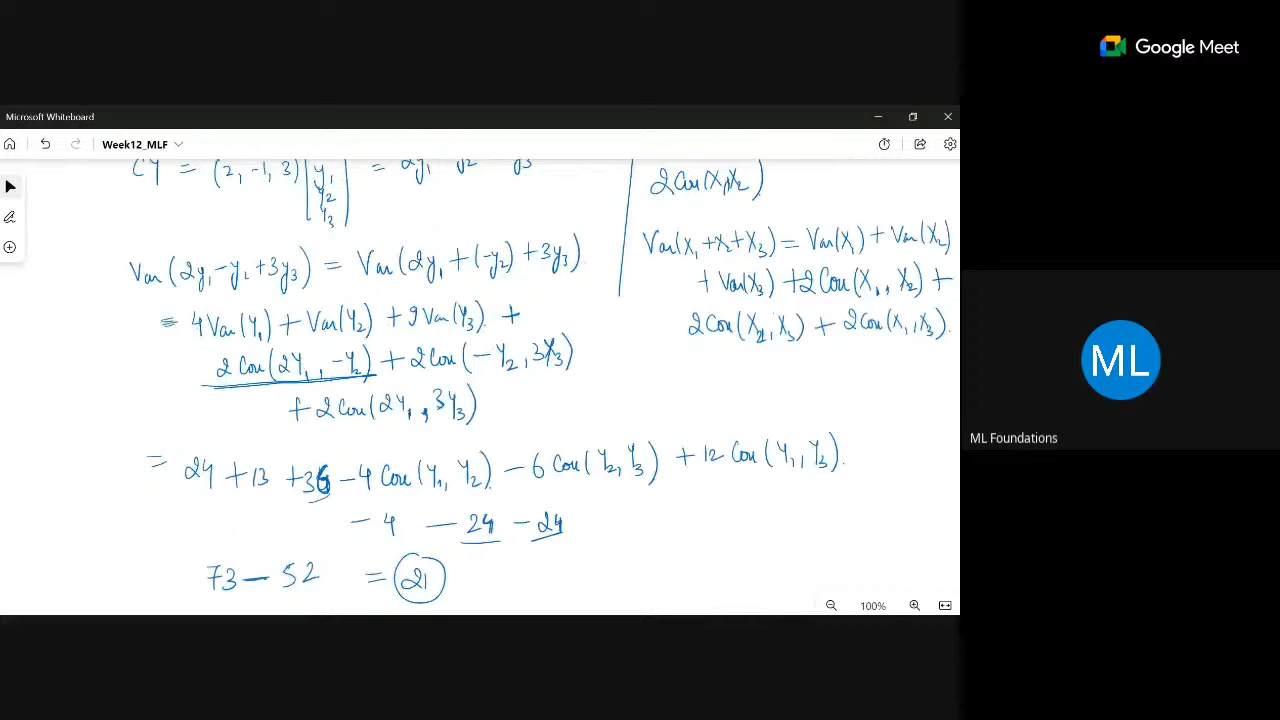 Google Meet
Microsoft Whiteboard
Week12_MLF
CY = (2, -1, 3) [y₁ y₂ y₃] = 2y₁ y₂ y₃
2Cov(X₁X₂)
Var(X₁+X₂+X₃) = Var(X₁) + Var(X₂)
+ Var(X₃) + 2Cov(X₁, X₂) +
2Cov(X₂, X₃) + 2Cov(X₁, X₃).
Var(2y₁ - y₂ + 3y₃) = Var(2y₁ + (-y₂) + 3y₃).
= 4Var(Y₁) + Var(Y₂) + 9Var(Y₃) +
2Cov(2Y₁, -Y₂) + 2Cov(-Y₂, 3Y₃)
+ 2Cov(2Y₁, 3Y₃)
= 24 + 13 + 36 - 4Cov(Y₁, Y₂) - 6Cov(Y₂, Y₃) + 12Cov(Y₁, Y₃).
- 4 - 24 - 24
73 - 52 = 21
100%
ML
ML Foundations